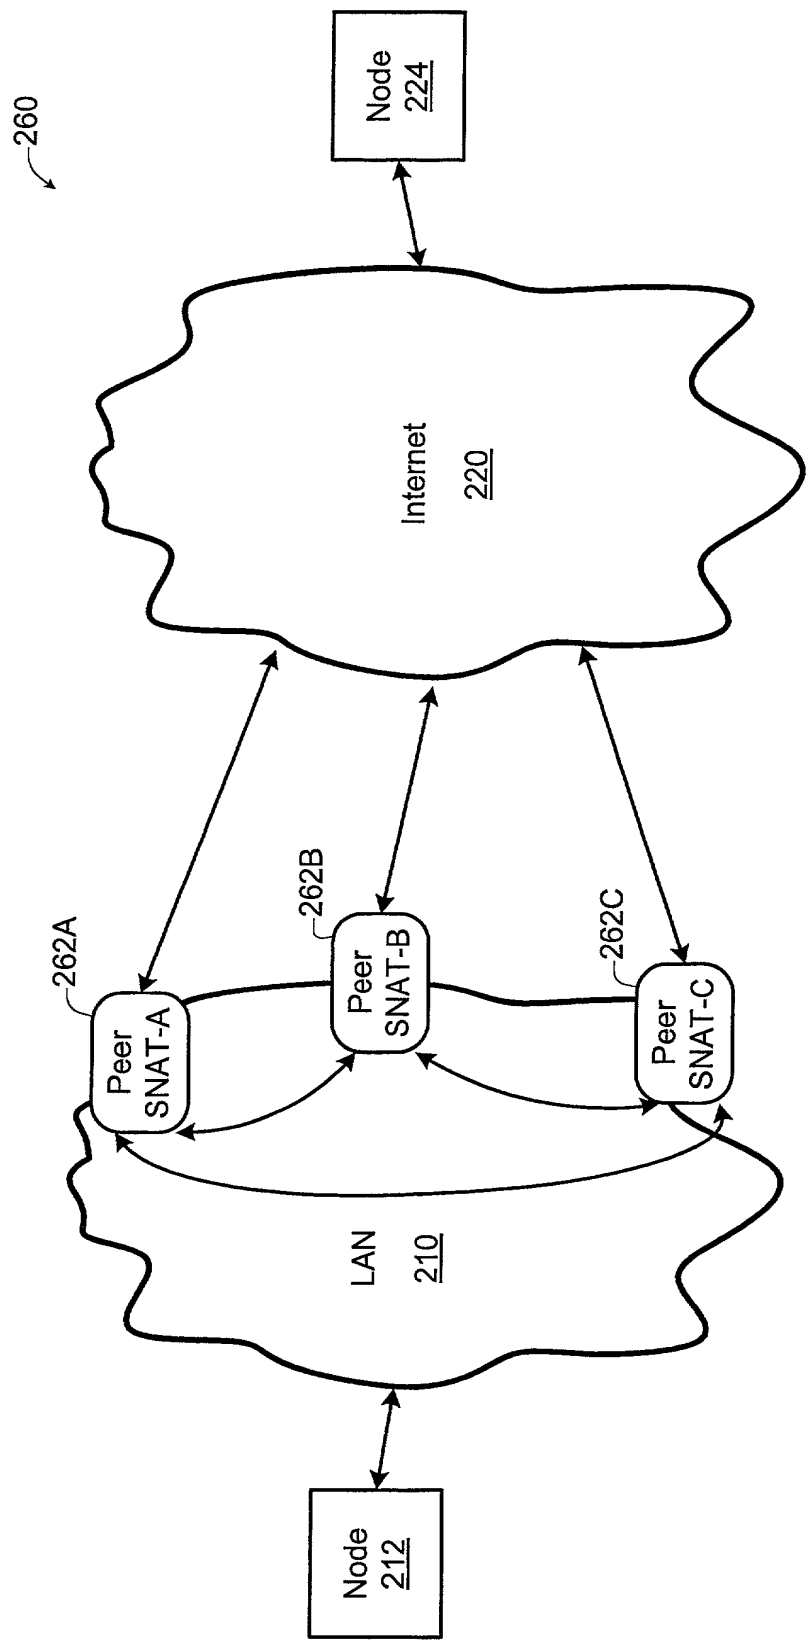 260
Node
224
Internet
220
262A
Peer
SNAT-A
262B
Peer
SNAT-B
262C
Peer
SNAT-C
LAN
210
Node
212